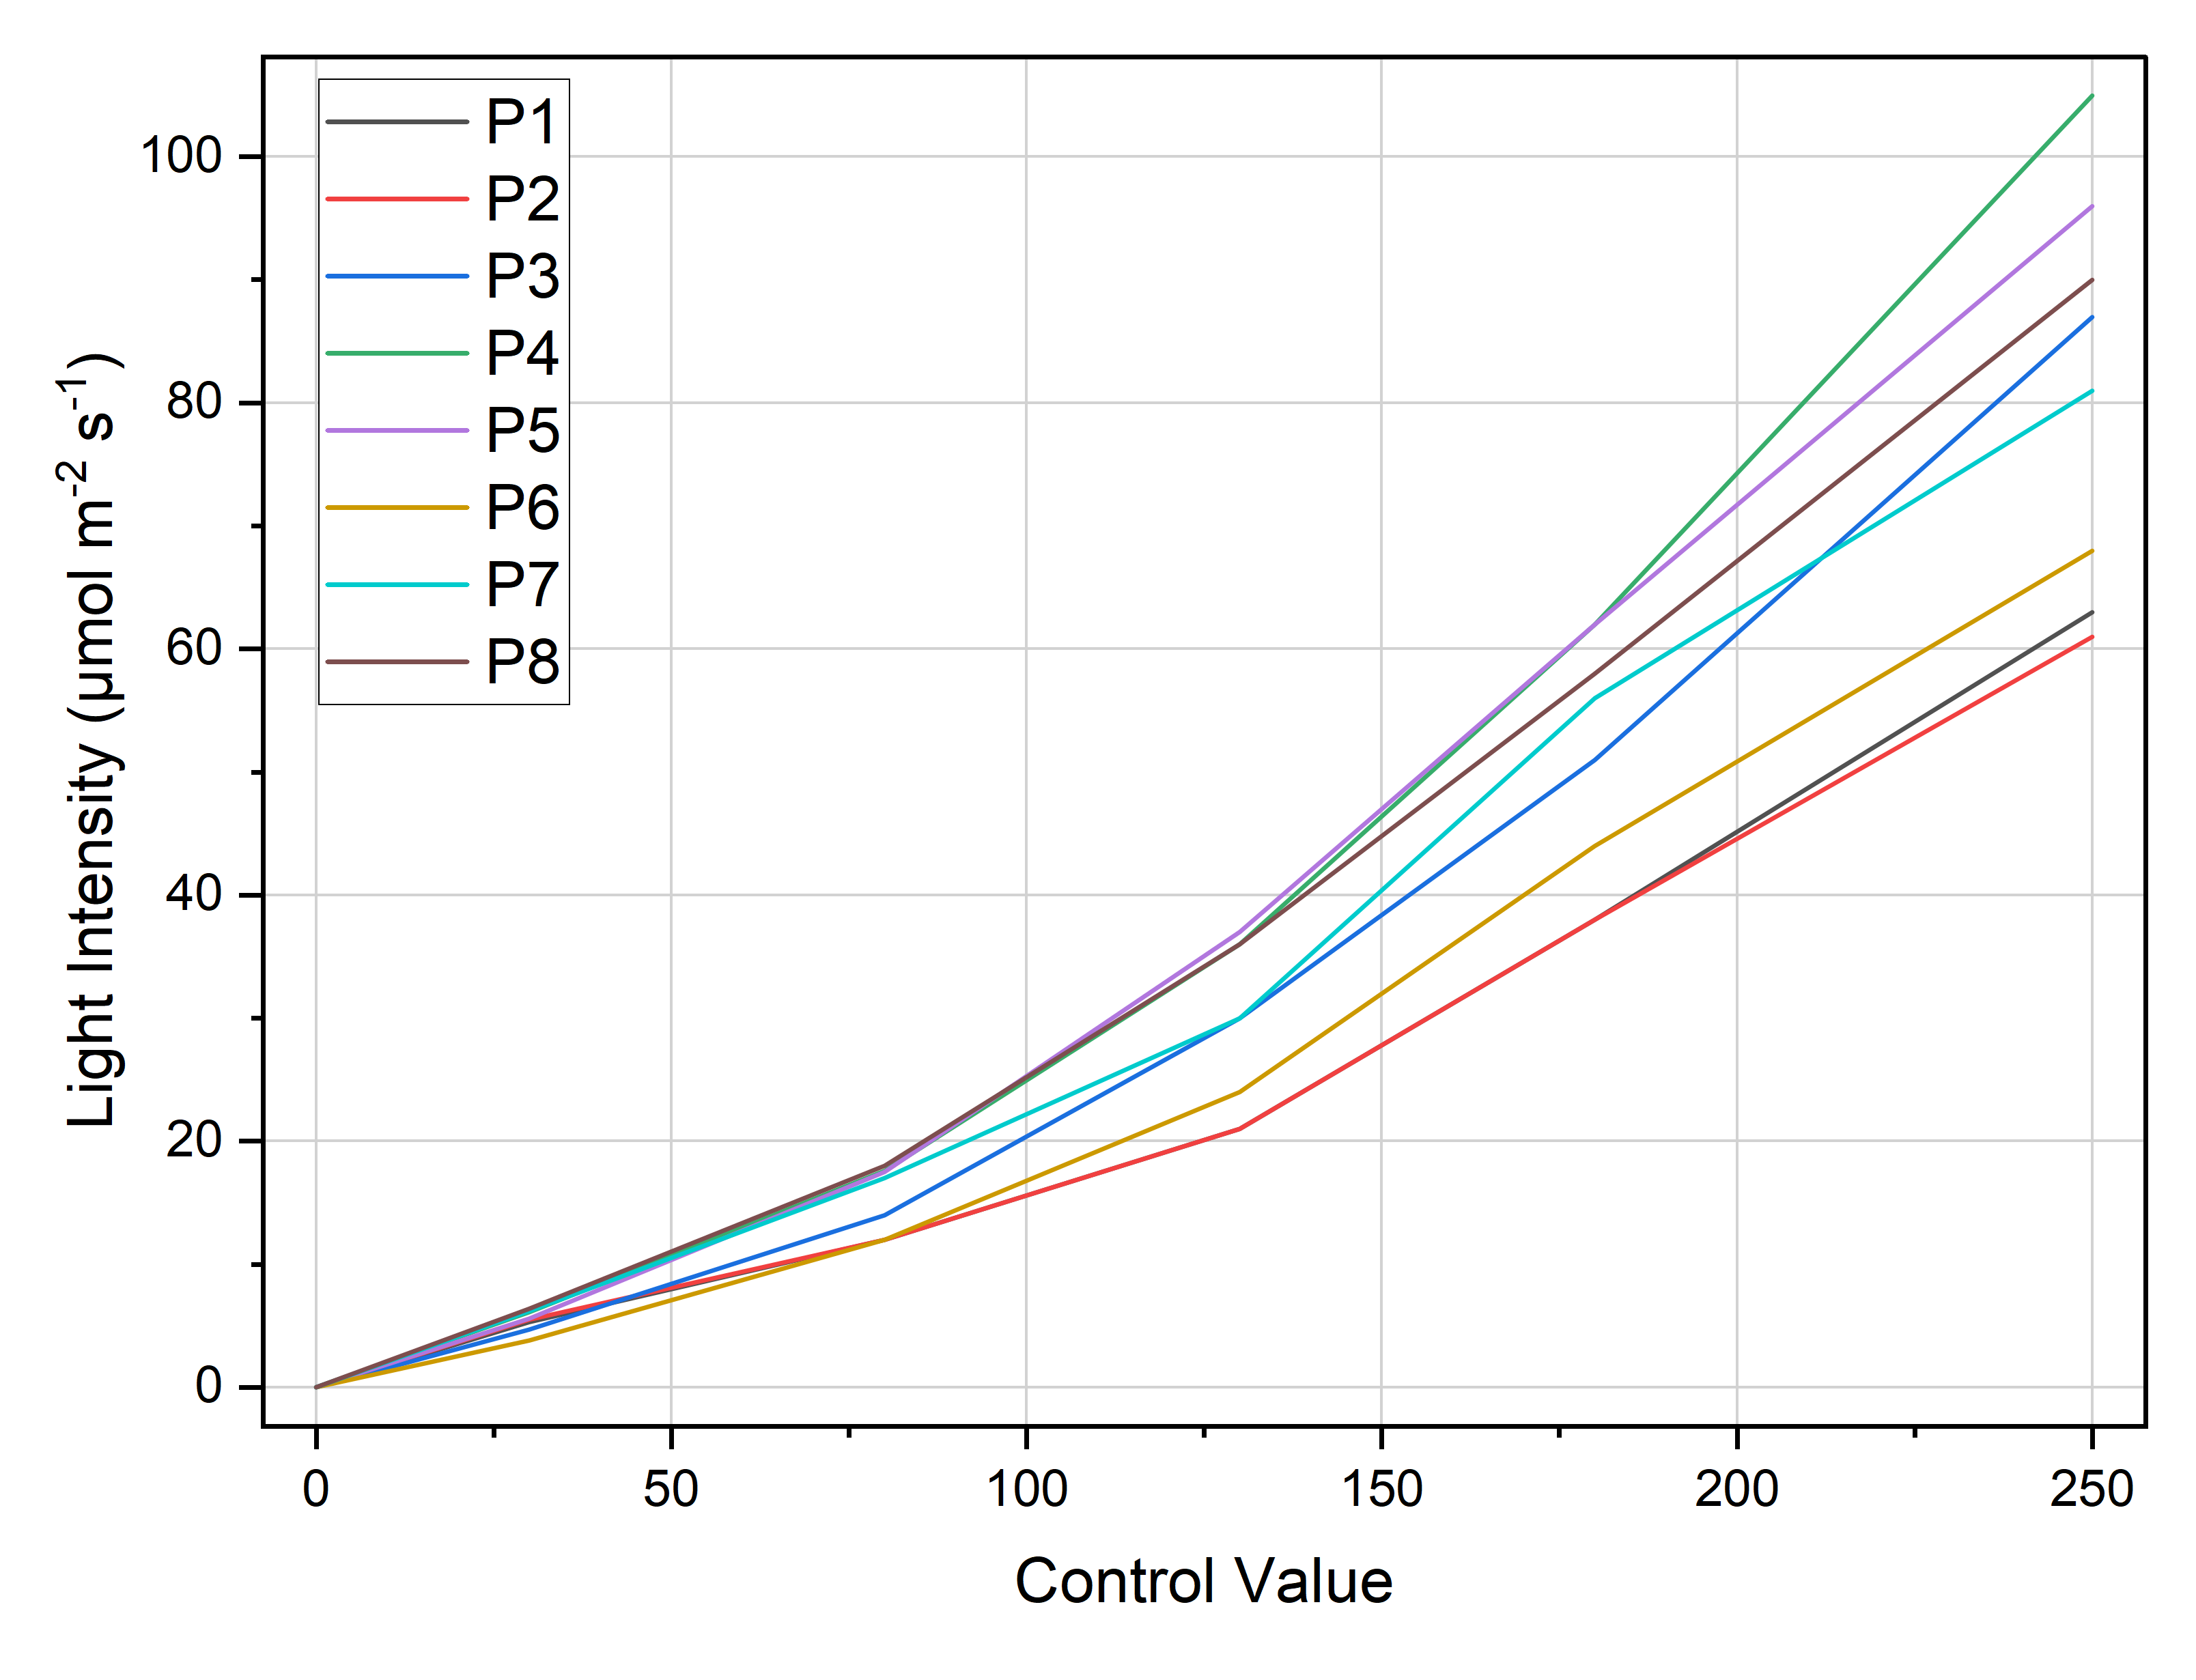 P1
P2
P3
P4
P5
P6
P7
P8
100
80
60
40
20
0
Light Intensity (μmol m-2 s-1)
0 50 100 150 200 250
Control Value